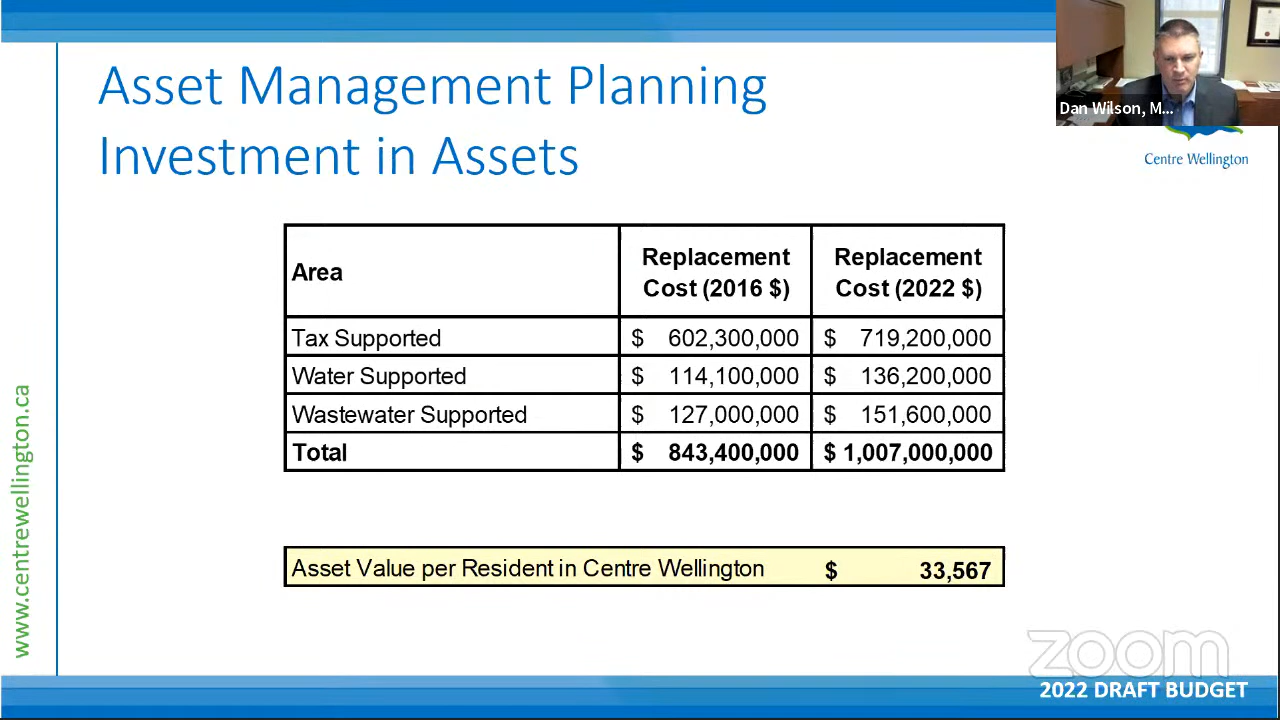 Asset Management Planning
Investment in Assets
Dan Wilson, M...
Centre Wellington
Area
Replacement
Cost (2016 $)
Replacement
Cost (2022 $)
Tax Supported $ 602,300,000 $ 719,200,000
Water Supported $ 114,100,000 $ 136,200,000
Wastewater Supported $ 127,000,000 $ 151,600,000
Total $ 843,400,000 $ 1,007,000,000
Asset Value per Resident in Centre Wellington $ 33,567
www.centrewellington.ca
zoom
2022 DRAFT BUDGET